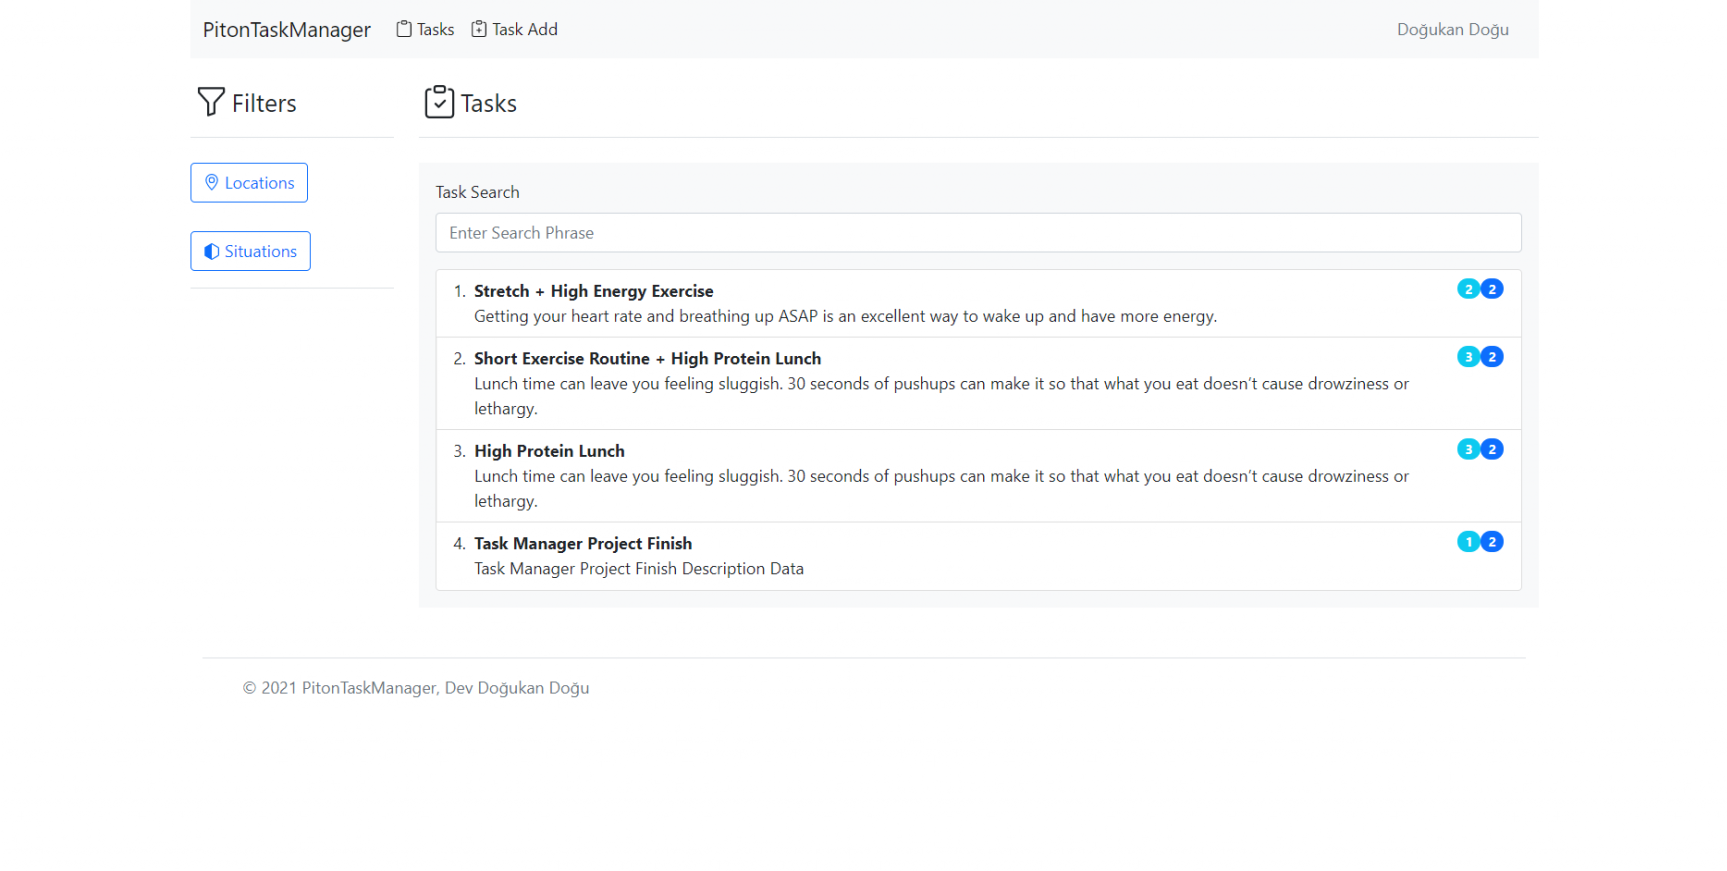 PitonTaskManager Tasks Task Add Doğukan Doğu
Filters
Locations
Situations
Tasks
Task Search
Enter Search Phrase
1. Stretch + High Energy Exercise 2 2
Getting your heart rate and breathing up ASAP is an excellent way to wake up and have more energy.
2. Short Exercise Routine + High Protein Lunch 3 2
Lunch time can leave you feeling sluggish. 30 seconds of pushups can make it so that what you eat doesn’t cause drowziness or
lethargy.
3. High Protein Lunch 3 2
Lunch time can leave you feeling sluggish. 30 seconds of pushups can make it so that what you eat doesn’t cause drowziness or
lethargy.
4. Task Manager Project Finish 1 2
Task Manager Project Finish Description Data
© 2021 PitonTaskManager, Dev Doğukan Doğu